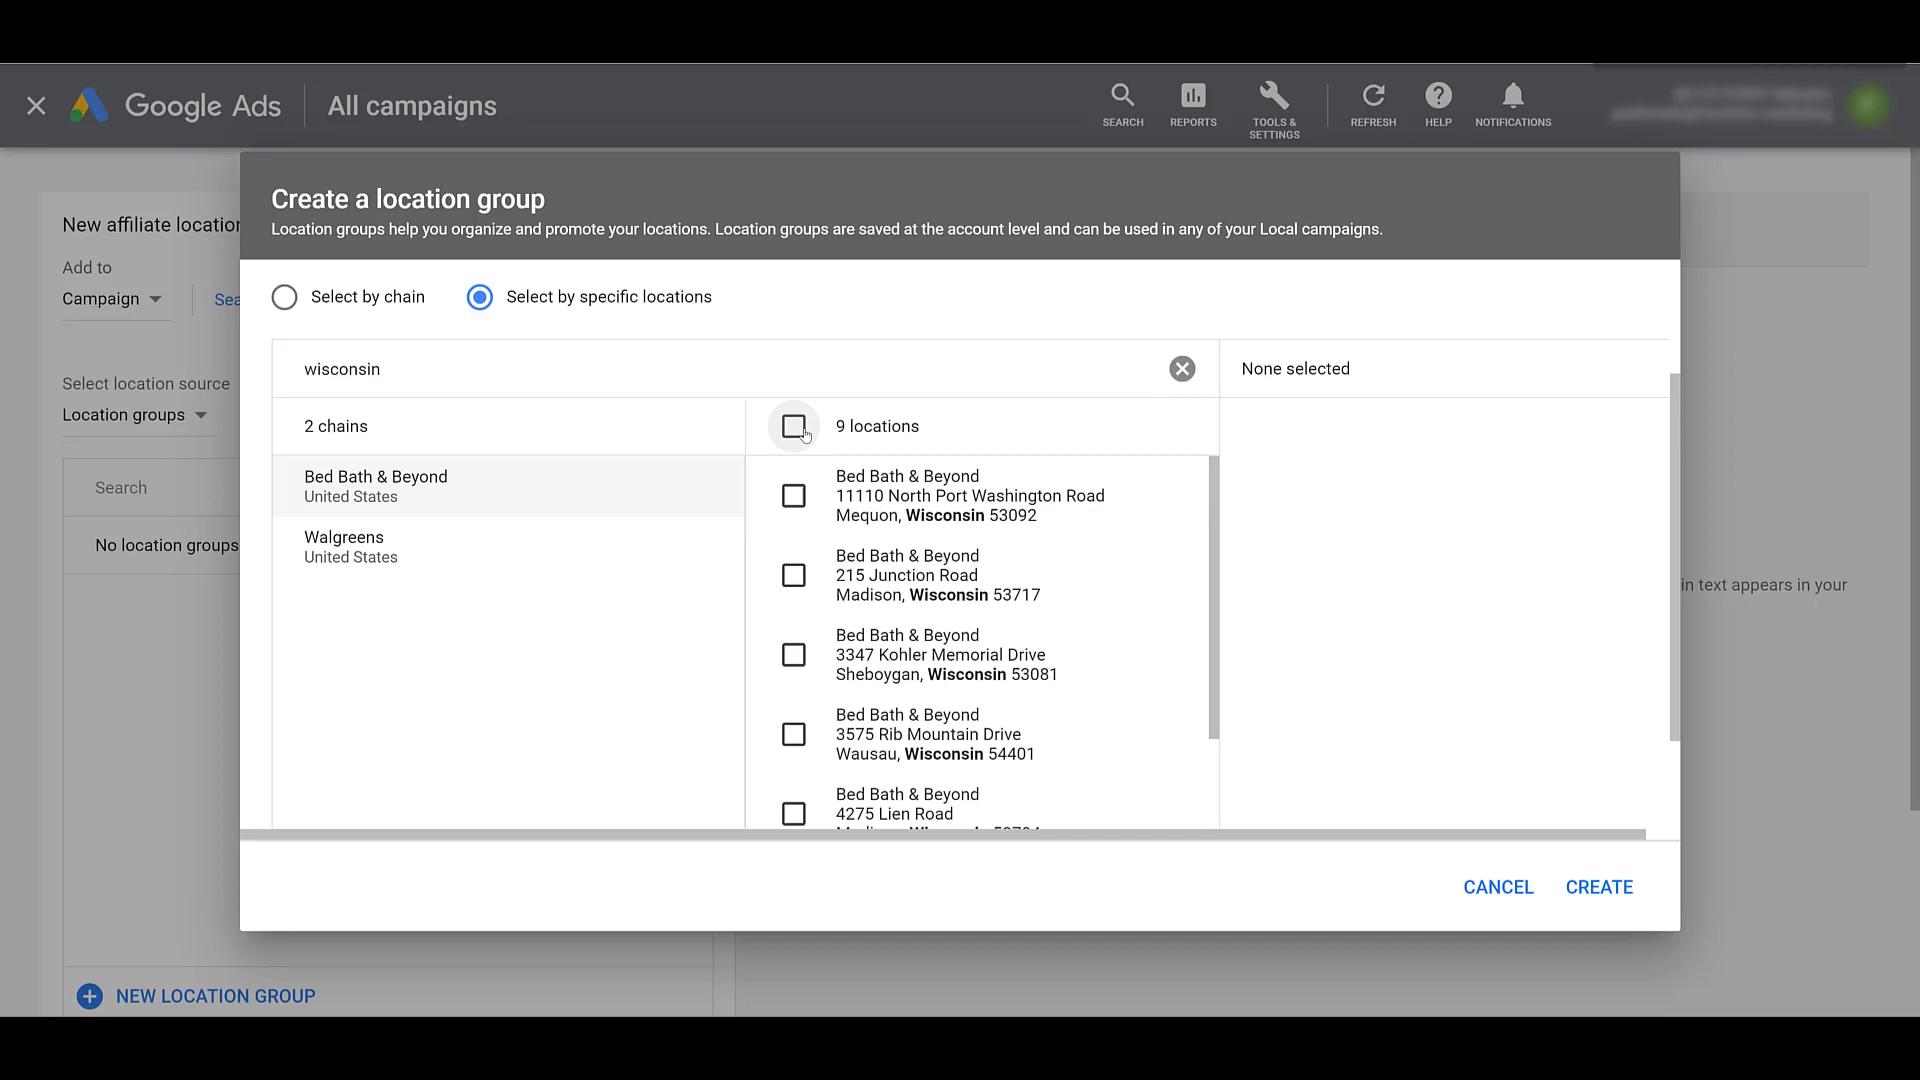 Google Ads
All campaigns
SEARCH
REPORTS
TOOLS &
SETTINGS
REFRESH
HELP
NOTIFICATIONS
New affiliate location
Add to
Campaign
Sea
Select location source
Location groups
Search
No location groups
NEW LOCATION GROUP
Create a location group
Location groups help you organize and promote your locations. Location groups are saved at the account level and can be used in any of your Local campaigns.
Select by chain
Select by specific locations
wisconsin
None selected
2 chains
9 locations
Bed Bath & Beyond
United States
Walgreens
United States
Bed Bath & Beyond
11110 North Port Washington Road
Mequon, Wisconsin 53092
Bed Bath & Beyond
215 Junction Road
Madison, Wisconsin 53717
Bed Bath & Beyond
3347 Kohler Memorial Drive
Sheboygan, Wisconsin 53081
Bed Bath & Beyond
3575 Rib Mountain Drive
Wausau, Wisconsin 54401
Bed Bath & Beyond
4275 Lien Road
CANCEL
CREATE
in text appears in your